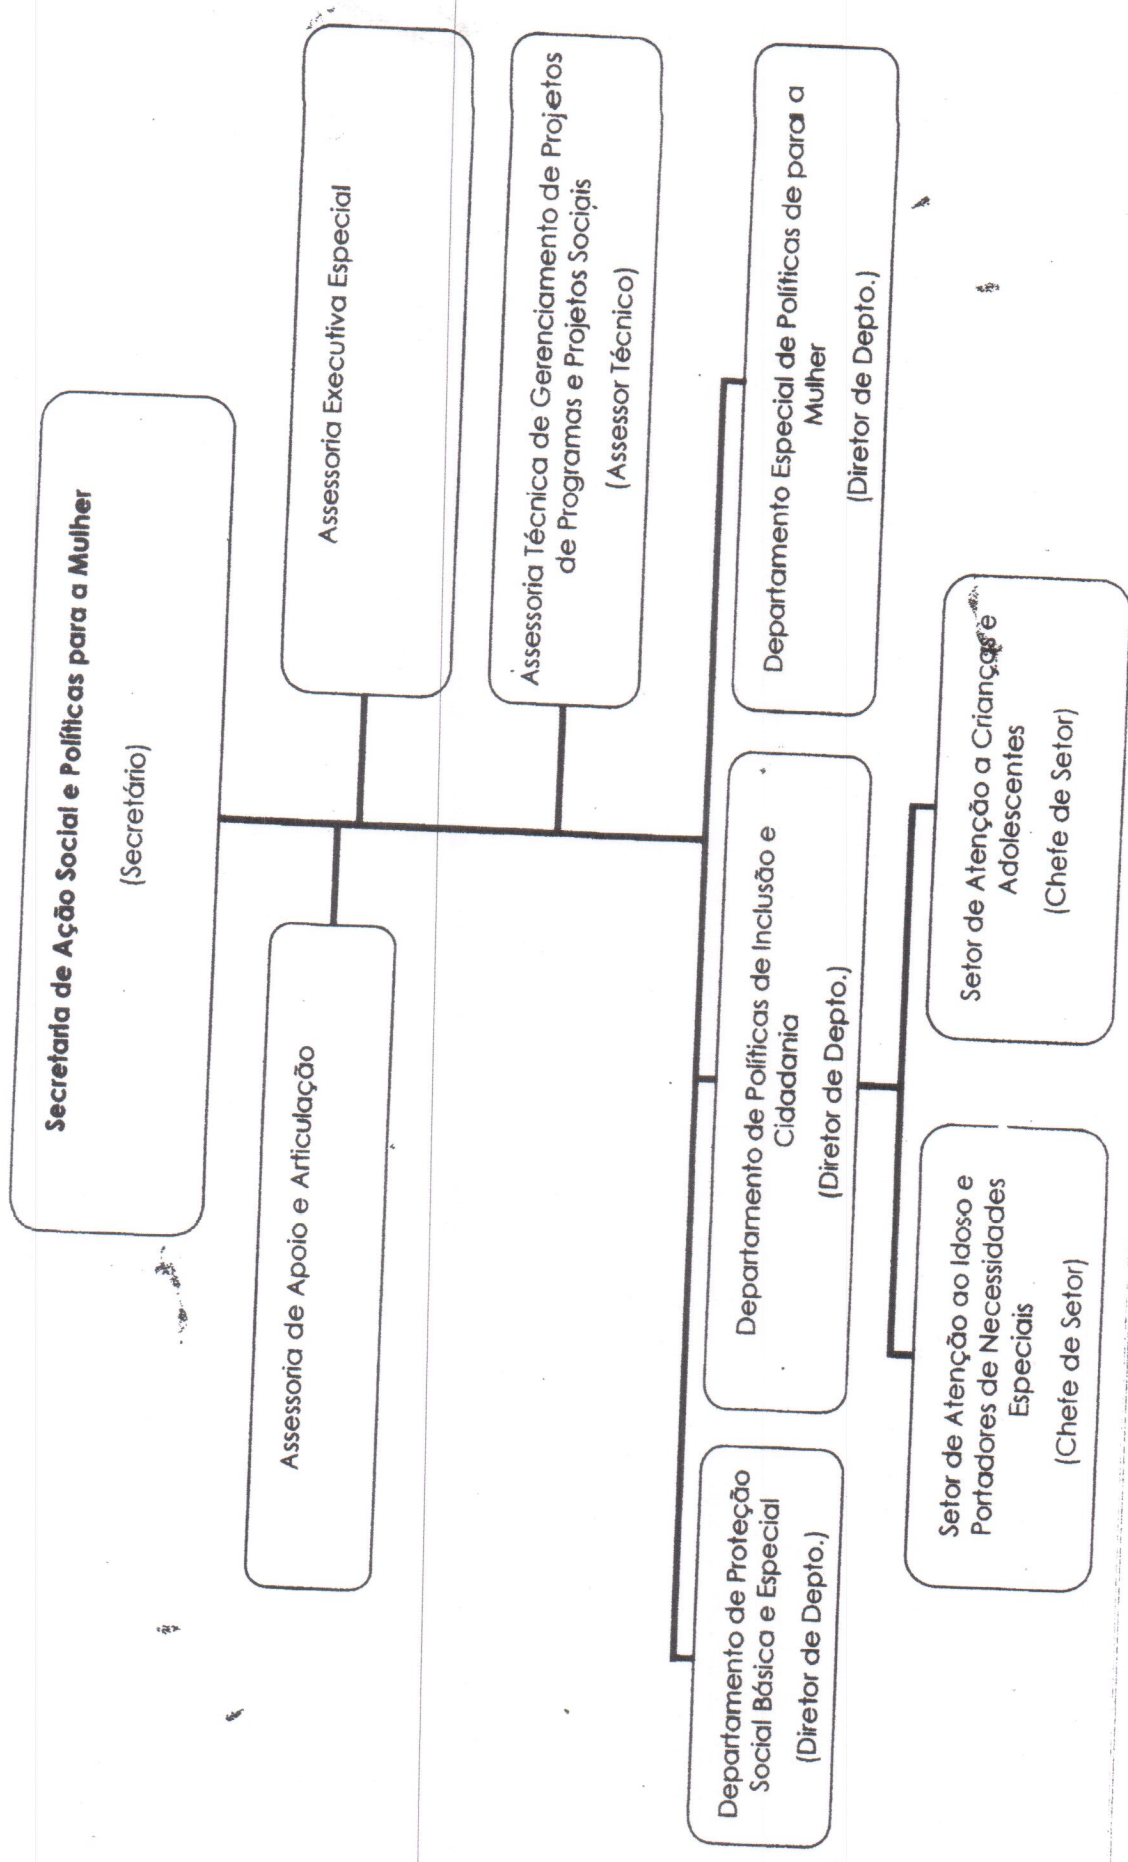 Secretaria de Ação Social e Políticas para a Mulher
(Secretário)
Assessoria de Apoio e Articulação
Assessoria Executiva Especial
Assessoria Técnica de Gerenciamento de Projetos
de Programas e Projetos Sociais
(Assessor Técnico)
Departamento de Proteção
Social Básica e Especial
(Diretor de Depto.)
Departamento de Políticas de Inclusão e
Cidadania
(Diretor de Depto.)
Departamento Especial de Políticas de para a
Mulher
(Diretor de Depto.)
Setor de Atenção ao Idoso e
Portadores de Necessidades
Especiais
(Chefe de Setor)
Setor de Atenção a Crianças e
Adolescentes
(Chefe de Setor)